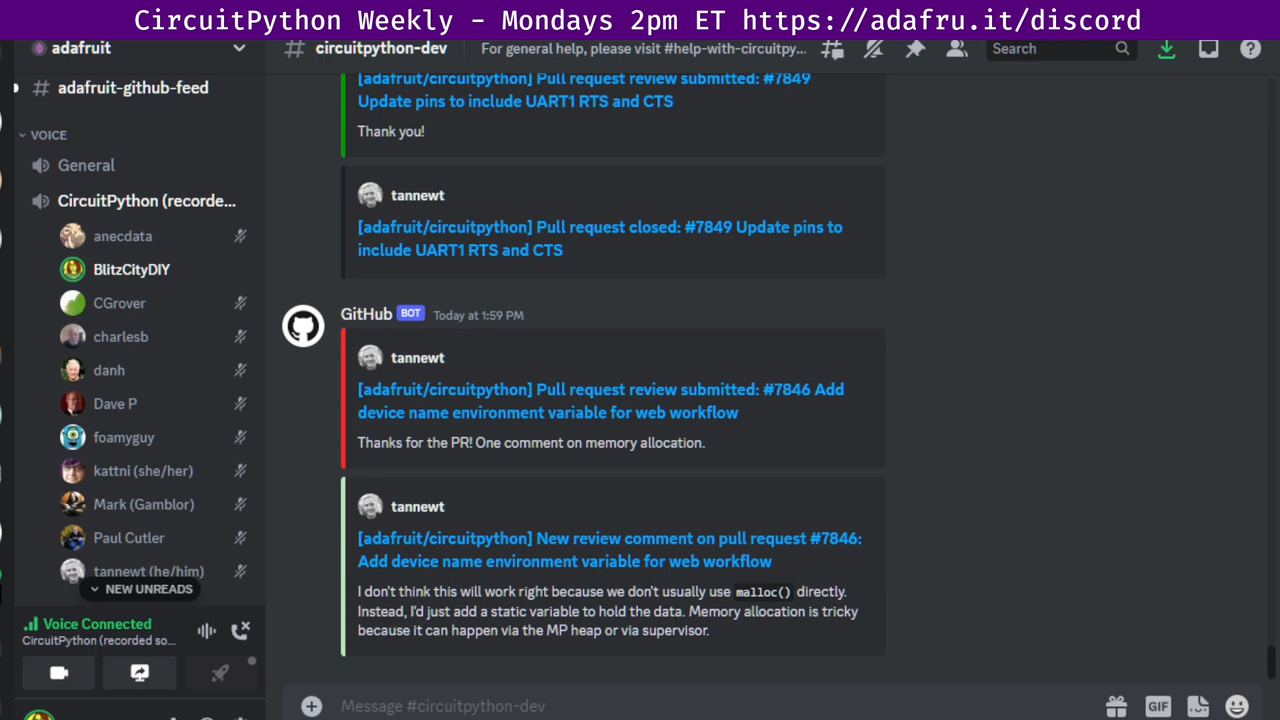 CircuitPython Weekly - Mondays 2pm ET https://adafru.it/discord
adafruit
adafruit-github-feed
VOICE
General
CircuitPython (recorde...
anecdata
BlitzCityDIY
CGrover
charlesb
danh
Dave P
foamyguy
kattni (she/her)
Mark (Gamblor)
Paul Cutler
tannewt (he/him)
NEW UNREADS
Voice Connected
CircuitPython (recorded so...
# circuitpython-dev
For general help, please visit #help-with-circuitpy...
Search
[adafruit/circuitpython] Pull request review submitted: #7849
Update pins to include UART1 RTS and CTS
Thank you!
tannewt
[adafruit/circuitpython] Pull request closed: #7849 Update pins to
include UART1 RTS and CTS
GitHub BOT Today at 1:59 PM
tannewt
[adafruit/circuitpython] Pull request review submitted: #7846 Add
device name environment variable for web workflow
Thanks for the PR! One comment on memory allocation.
tannewt
[adafruit/circuitpython] New review comment on pull request #7846:
Add device name environment variable for web workflow
I don't think this will work right because we don't usually use malloc() directly.
Instead, I'd just add a static variable to hold the data. Memory allocation is tricky
because it can happen via the MP heap or via supervisor.
Message #circuitpython-dev
GIF